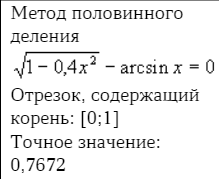 Метод половинного
деления
√(1 − 0,4x²) − arcsin x = 0
Отрезок, содержащий
корень: [0;1]
Точное значение:
0,7672